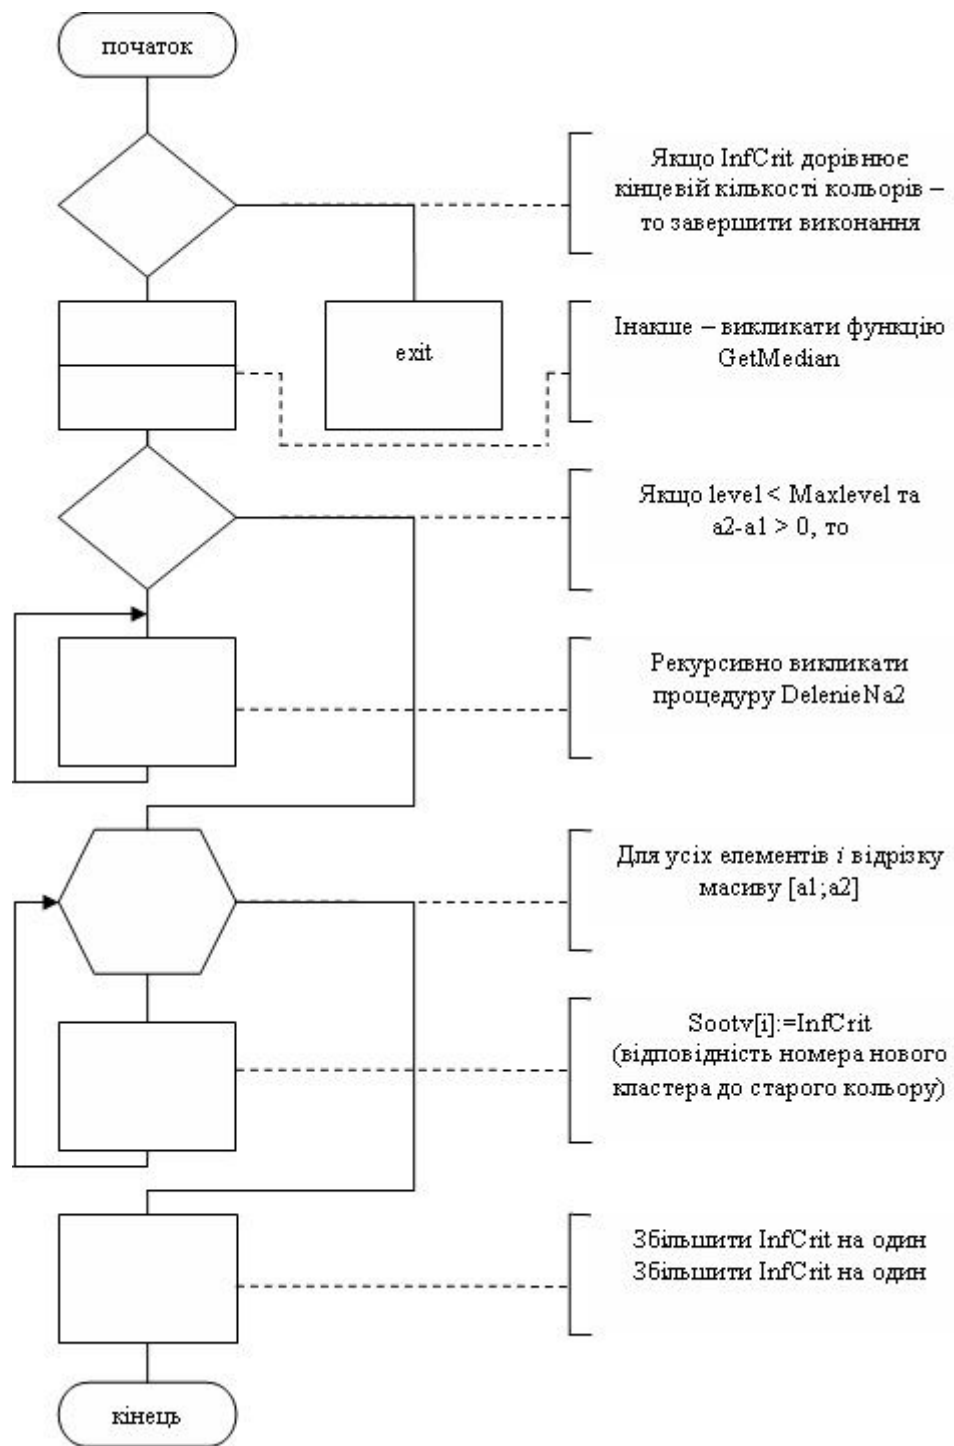 початок
Якщо InfCrit дорівнює
кінцевій кількості кольорів –
то завершити виконання
exit
Інакше – викликати функцію
GetMedian
Якщо level < Maxlevel та
a2-a1 > 0, то
Рекурсивно викликати
процедуру DelenieNa2
Для усіх елементів i відрізку
масиву [a1;a2]
Sootv[i]:=InfCrit
(відповідність номера нового
кластера до старого кольору)
Збільшити InfCrit на один
Збільшити InfCrit на один
кінець